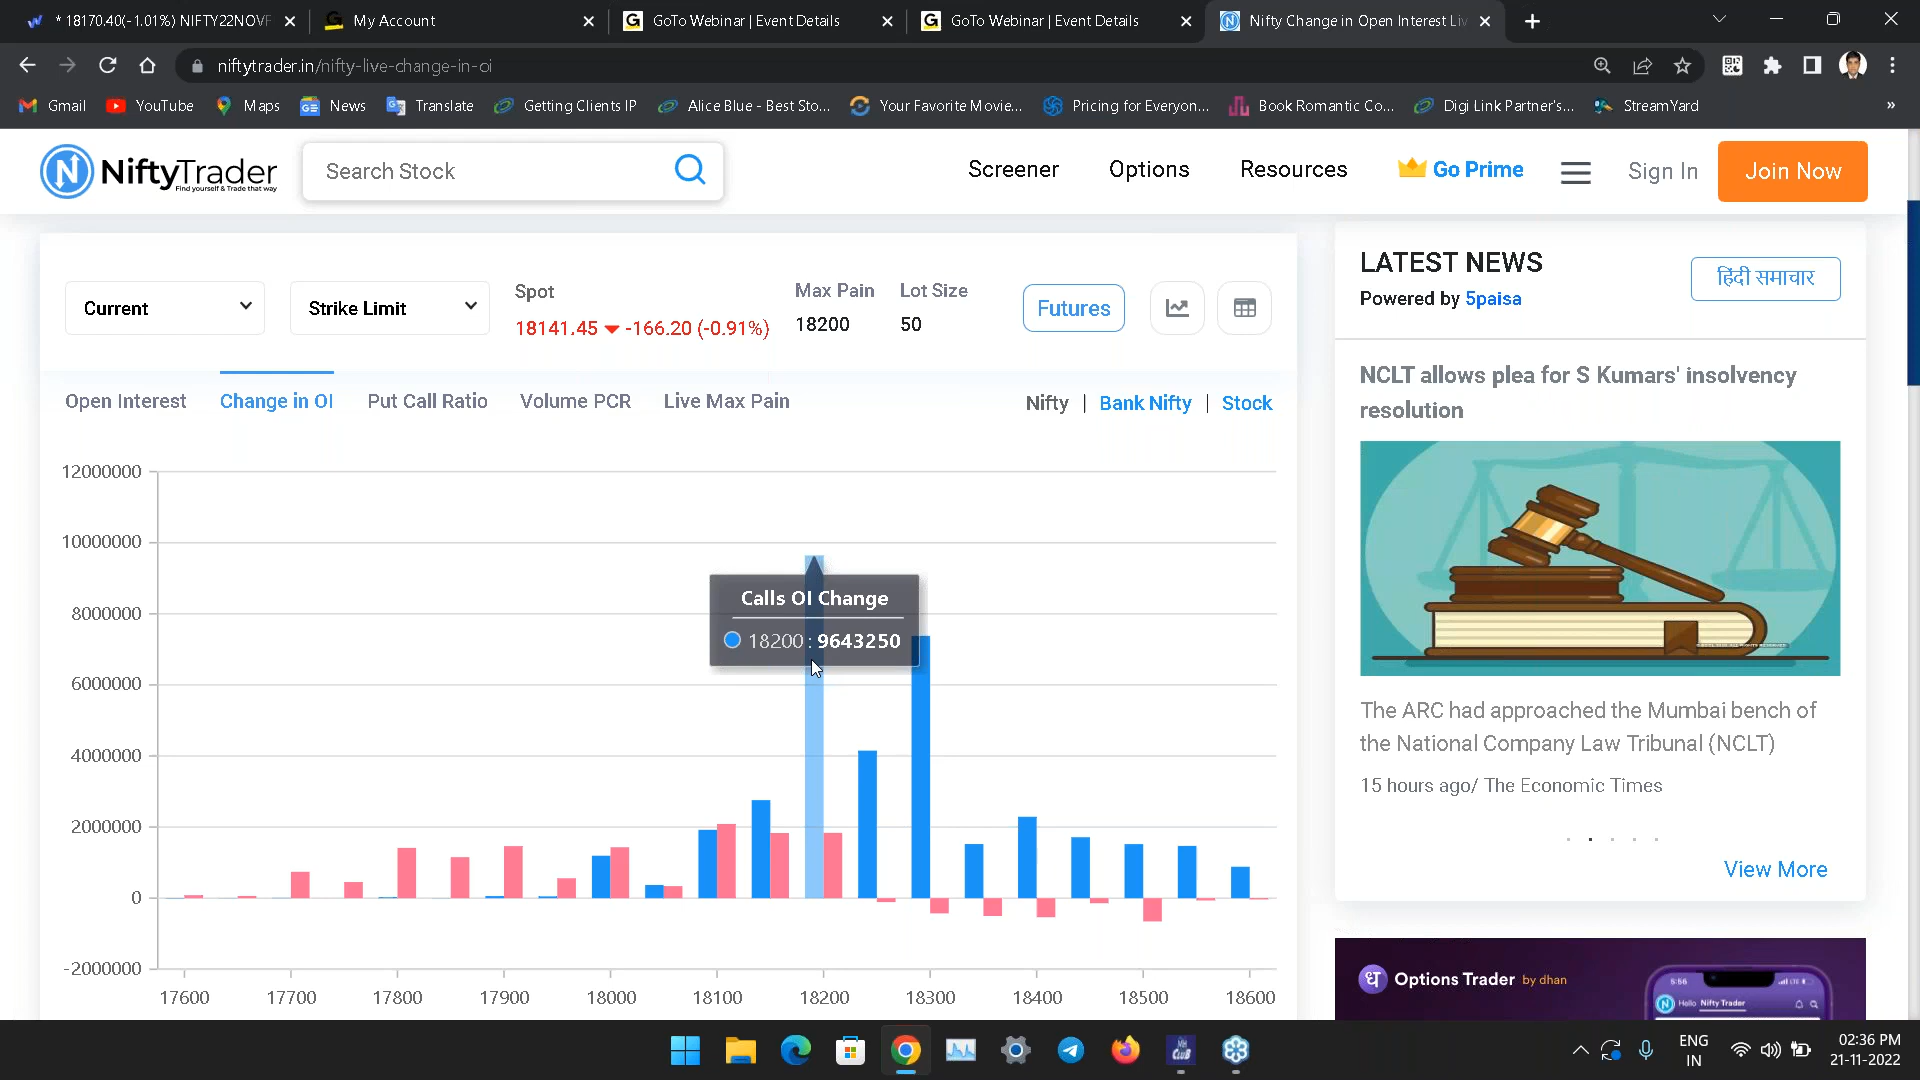 * 18170.40(-1.01%) NIFTY22NOVF
My Account
GoTo Webinar | Event Details
GoTo Webinar | Event Details
Nifty Change in Open Interest Liv
niftytrader.in/nifty-live-change-in-oi
Gmail
YouTube
Maps
News
Translate
Getting Clients IP
Alice Blue - Best Sto...
Your Favorite Movie...
Pricing for Everyon...
Book Romantic Co...
Digi Link Partner's...
StreamYard
»
NiftyTrader
Find yourself & Trade that way
Search Stock
Screener
Options
Resources
Go Prime
Sign In
Join Now
Current
Strike Limit
Spot
18141.45 -166.20 (-0.91%)
Max Pain
18200
Lot Size
50
Futures
Open Interest
Change in OI
Put Call Ratio
Volume PCR
Live Max Pain
Nifty | Bank Nifty | Stock
12000000
10000000
8000000
6000000
4000000
2000000
0
-2000000
Calls OI Change
18200 : 9643250
17600
17700
17800
17900
18000
18100
18200
18300
18400
18500
18600
LATEST NEWS
Powered by 5paisa
हिंदी समाचार
NCLT allows plea for S Kumars' insolvency
resolution
The ARC had approached the Mumbai bench of
the National Company Law Tribunal (NCLT)
15 hours ago/ The Economic Times
View More
ध Options Trader by dhan
5:56
Hello Nifty Trader
MH
CLUB
ENG
IN
02:36 PM
21-11-2022